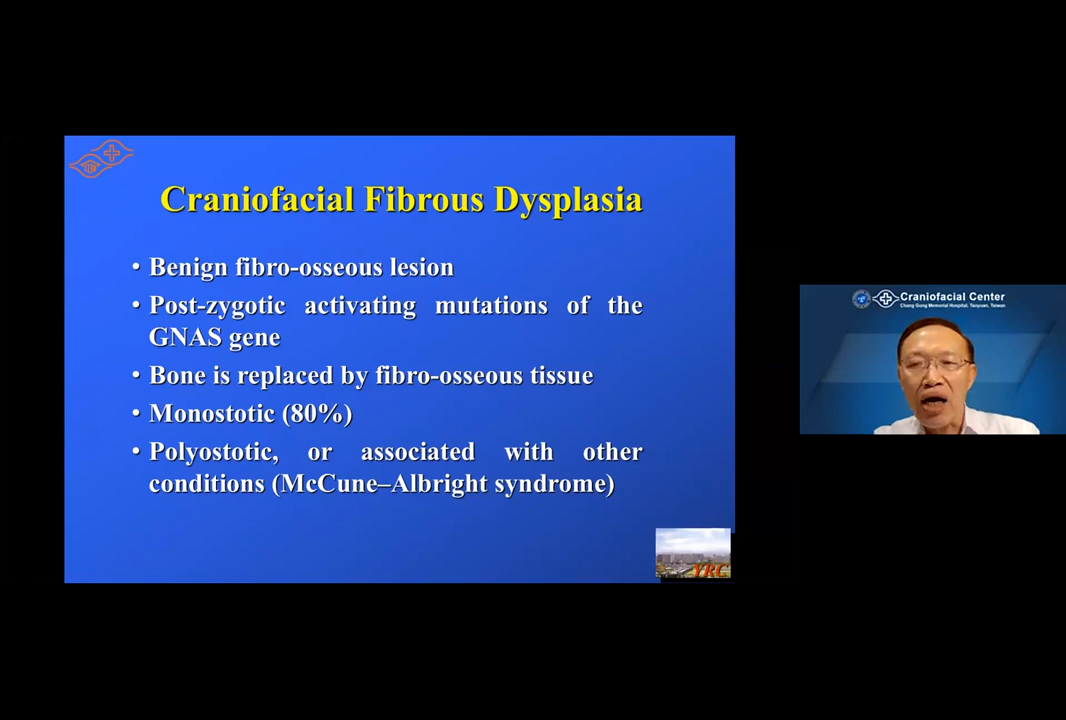 Craniofacial Fibrous Dysplasia
• Benign fibro-osseous lesion
• Post-zygotic activating mutations of the
GNAS gene
• Bone is replaced by fibro-osseous tissue
• Monostotic (80%)
• Polyostotic, or associated with other
conditions (McCune–Albright syndrome)
YRC
Craniofacial Center
Chang Gung Memorial Hospital, Taoyuan, Taiwan